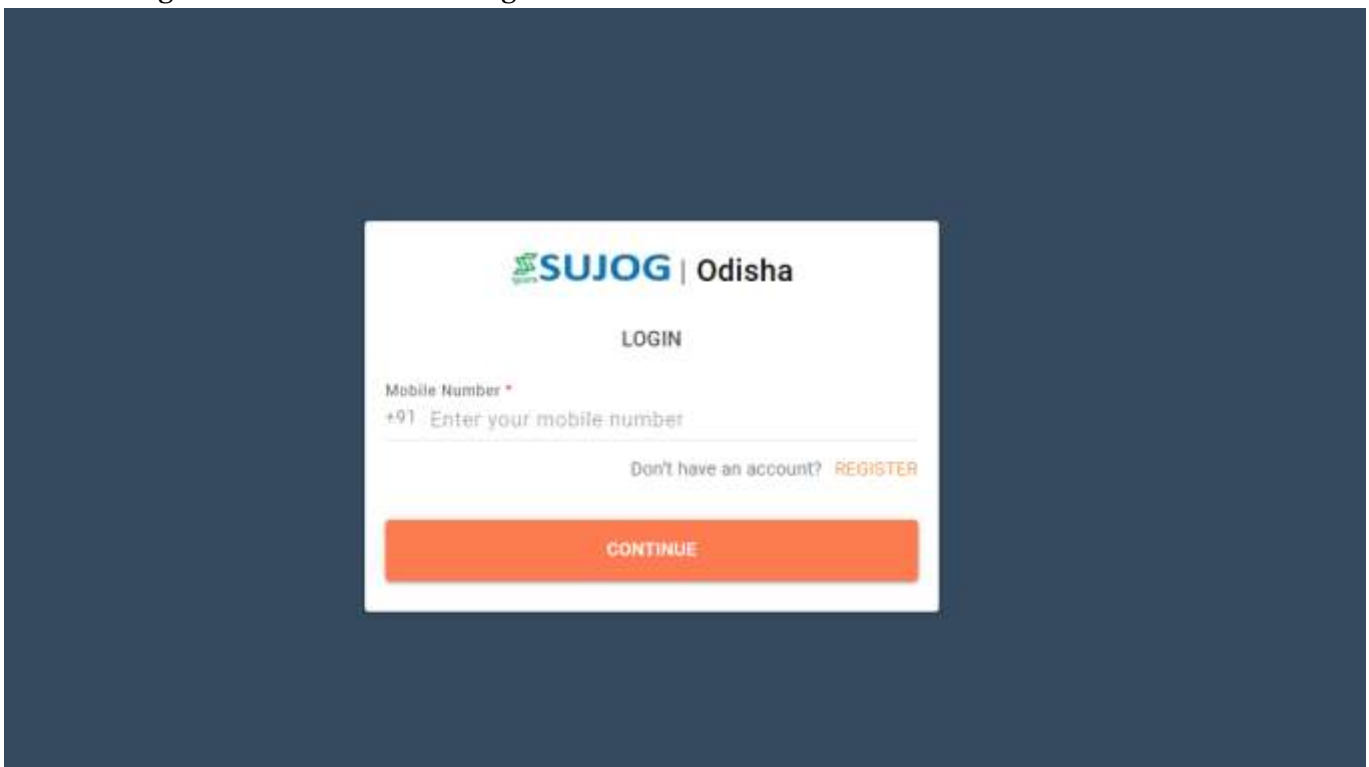 SUJOG | Odisha
LOGIN
Mobile Number *
+91 Enter your mobile number
Don't have an account? REGISTER
CONTINUE